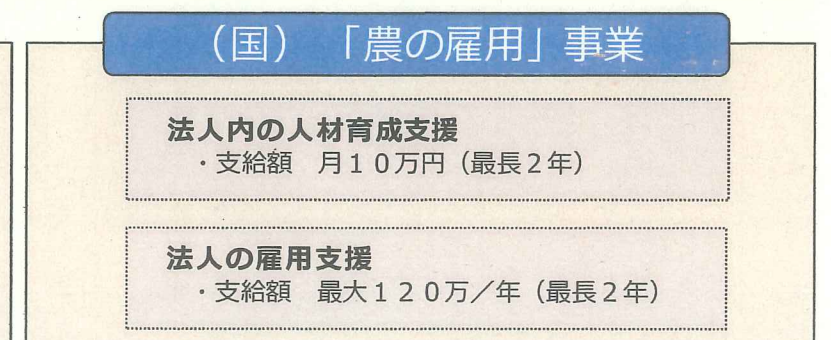 （国）「農の雇用」事業
法人内の人材育成支援
・支給額　月１０万円（最長２年）
法人の雇用支援
・支給額　最大１２０万／年（最長２年）